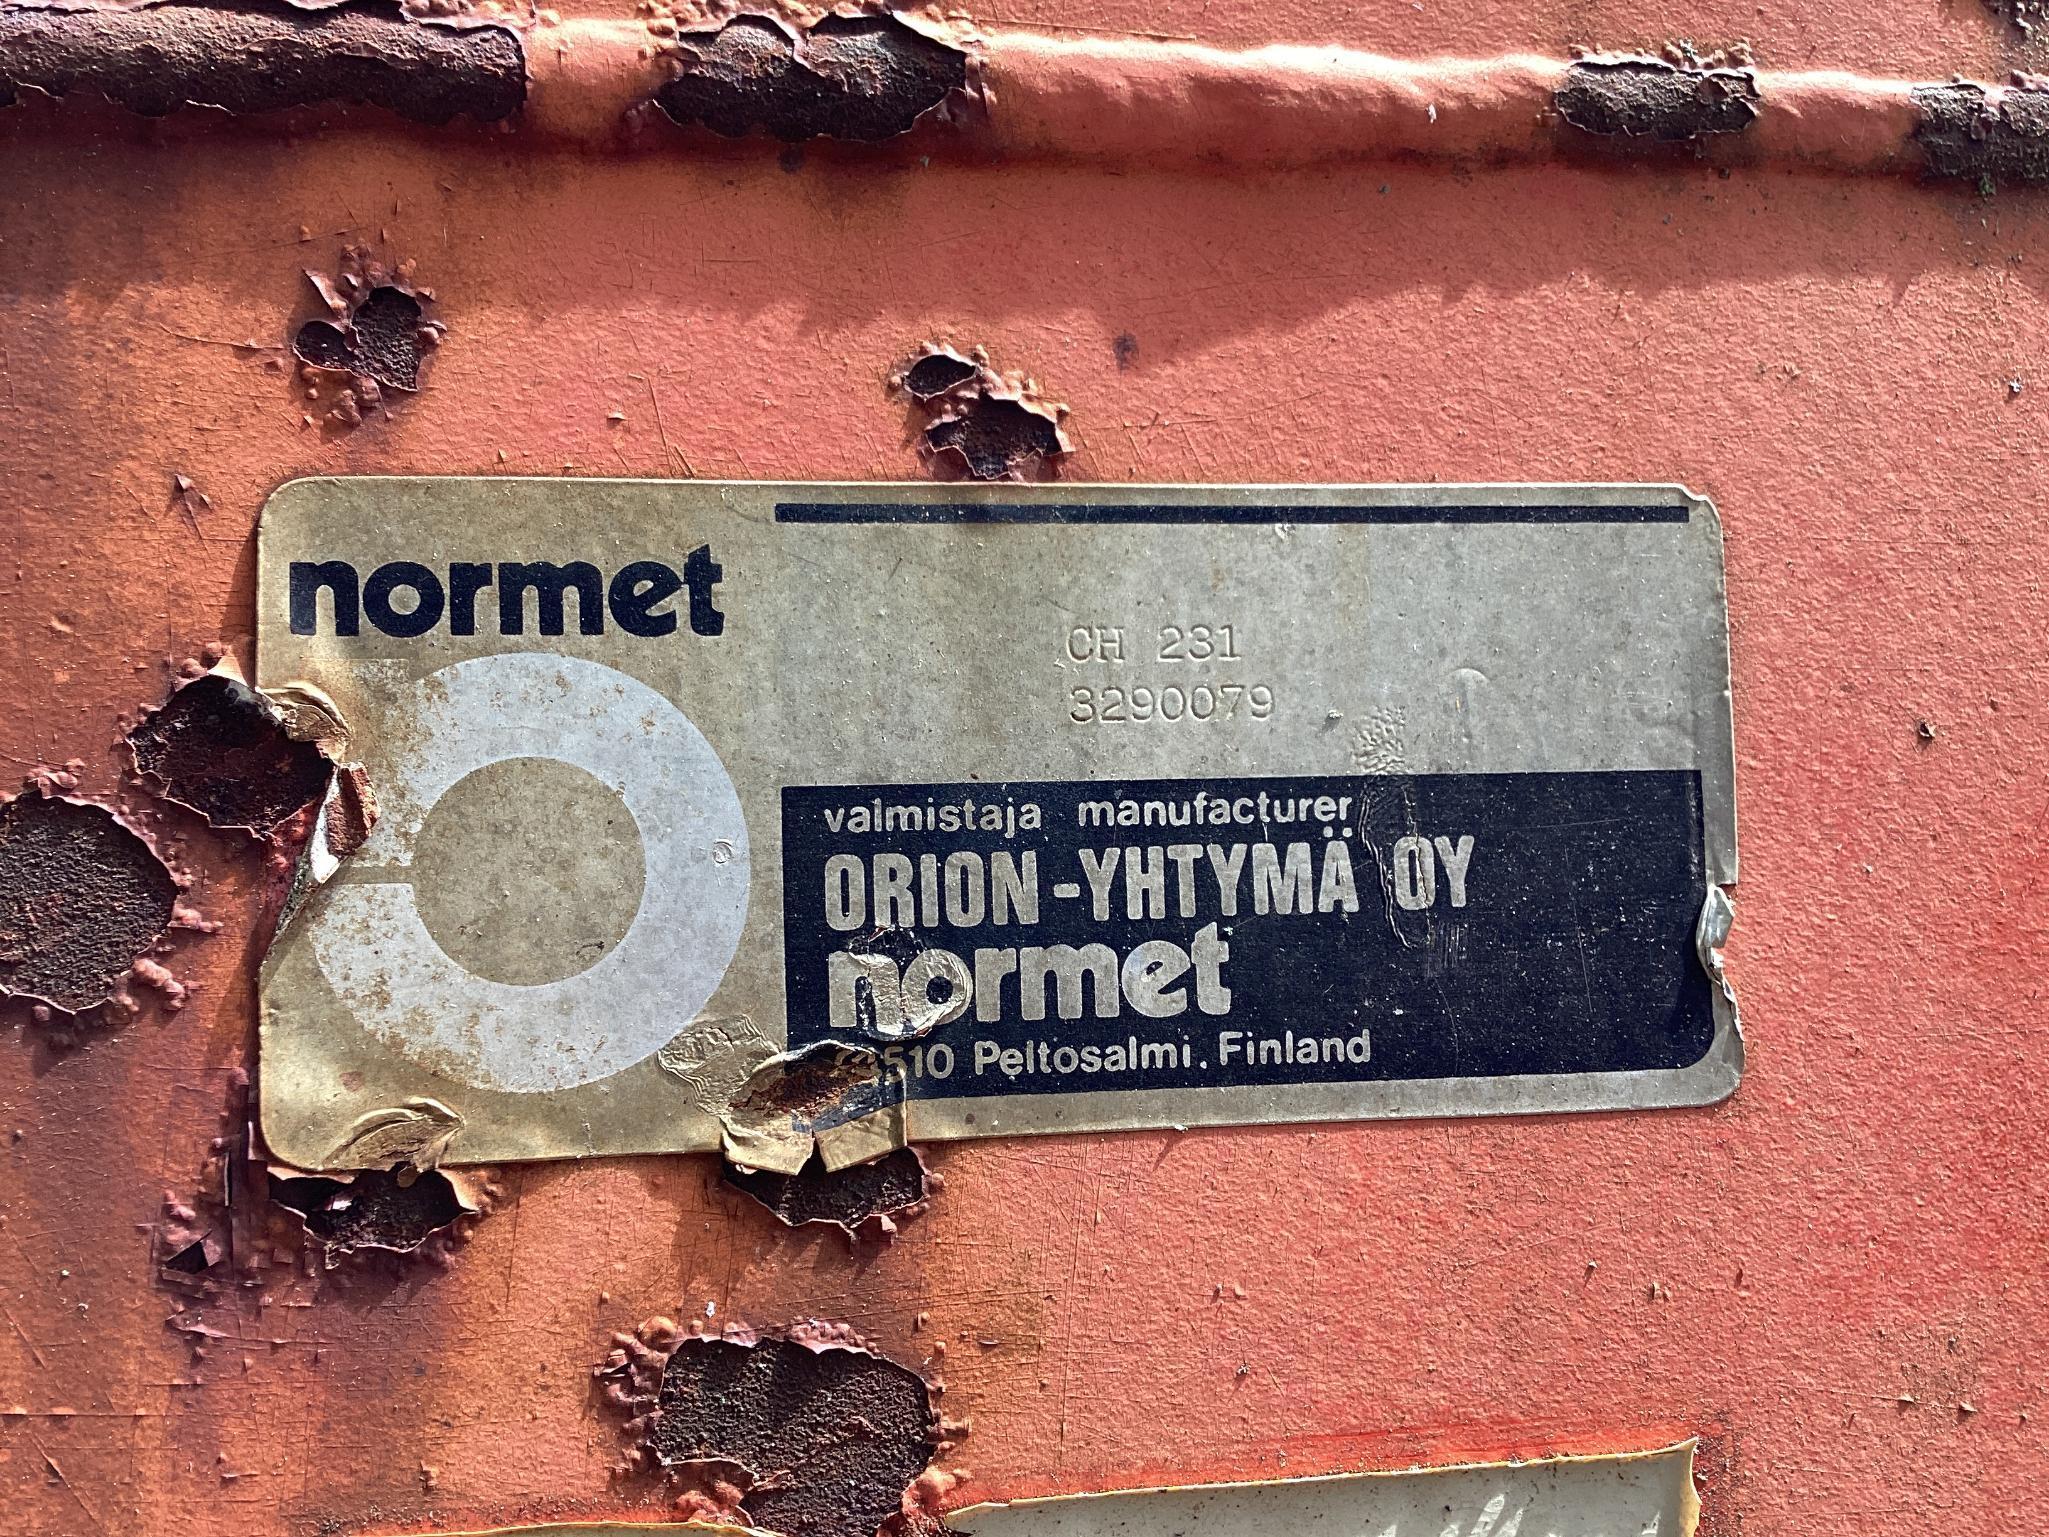 normet
CH 231
3290079
valmistaja manufacturer
ORION-YHTYMÄ OY
normet
Peltosalmi. Finland